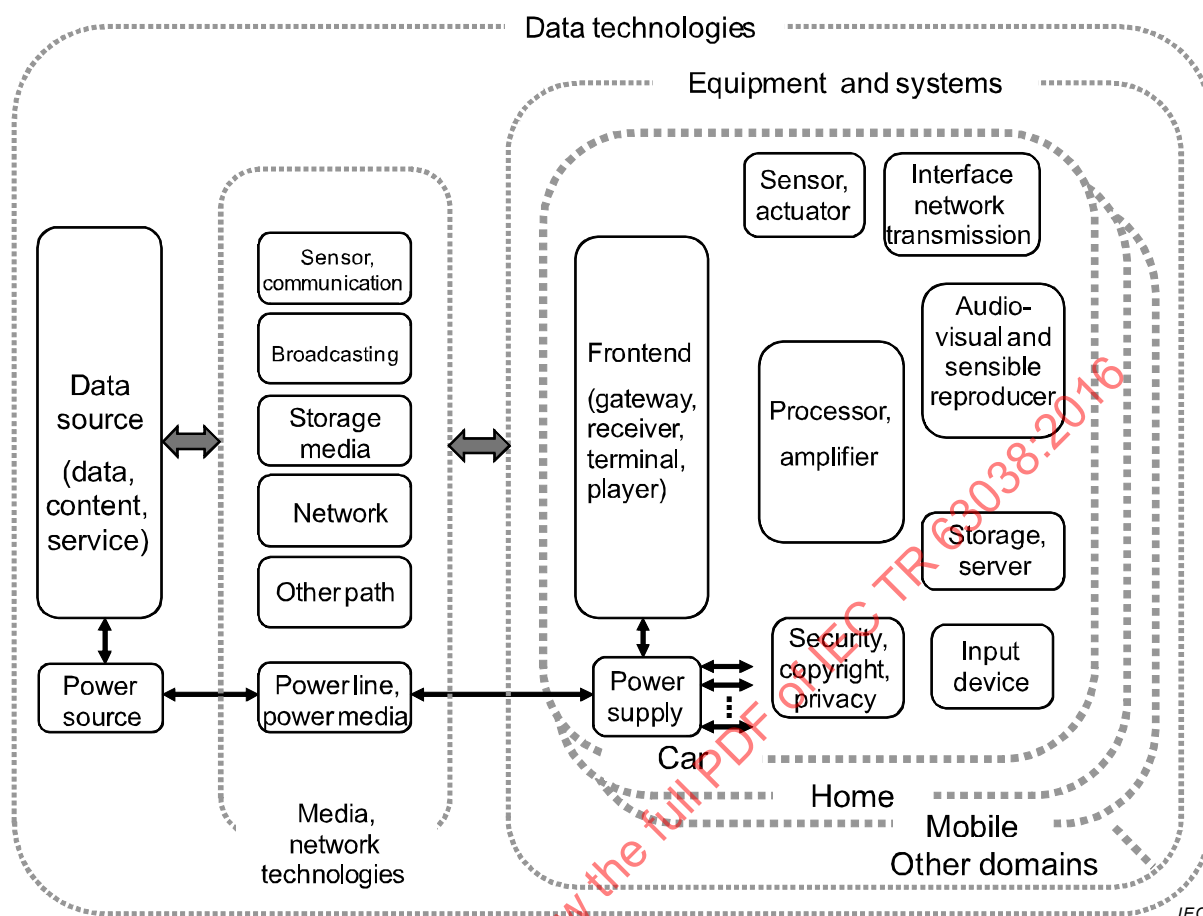 Data technologies
Equipment and systems
Sensor,
actuator
Interface
network
transmission
Sensor,
communication
Broadcasting
Storage
media
Network
Other path
Data
source
(data,
content,
service)
Frontend
(gateway,
receiver,
terminal,
player)
Processor,
amplifier
Audio-
visual and
sensible
reproducer
Storage,
server
Security,
copyright,
privacy
Input
device
Power
source
Power line,
power media
Power
supply
Car
Home
Mobile
Other domains
Media,
network
technologies
w the full PDF of IEC TR 63038:2016
IEC